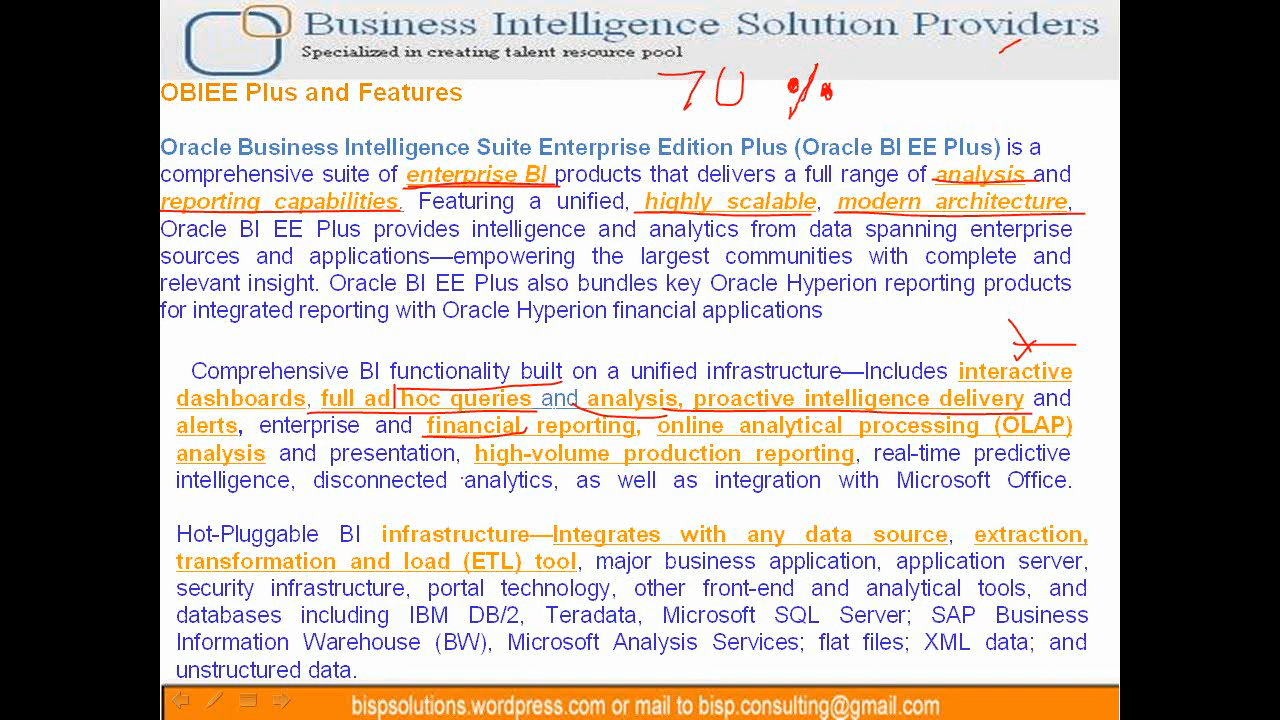 Business Intelligence Solution Providers
Specialized in creating talent resource pool
70 %
OBIEE Plus and Features
Oracle Business Intelligence Suite Enterprise Edition Plus (Oracle BI EE Plus) is a
comprehensive suite of enterprise BI products that delivers a full range of analysis and
reporting capabilities. Featuring a unified, highly scalable, modern architecture,
Oracle BI EE Plus provides intelligence and analytics from data spanning enterprise
sources and applications—empowering the largest communities with complete and
relevant insight. Oracle BI EE Plus also bundles key Oracle Hyperion reporting products
for integrated reporting with Oracle Hyperion financial applications
Comprehensive BI functionality built on a unified infrastructure—Includes interactive
dashboards, full ad hoc queries and analysis, proactive intelligence delivery and
alerts, enterprise and financial reporting, online analytical processing (OLAP)
analysis and presentation, high-volume production reporting, real-time predictive
intelligence, disconnected analytics, as well as integration with Microsoft Office.
Hot-Pluggable BI infrastructure—Integrates with any data source, extraction,
transformation and load (ETL) tool, major business application, application server,
security infrastructure, portal technology, other front-end and analytical tools, and
databases including IBM DB/2, Teradata, Microsoft SQL Server; SAP Business
Information Warehouse (BW), Microsoft Analysis Services; flat files; XML data; and
unstructured data.
bispsolutions.wordpress.com or mail to bisp.consulting@gmail.com